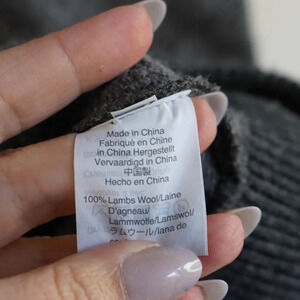 Made in China
Fabriqué en Chine
in China Hergestellt
Vervaardigd in China
中国製
Hecho en China
100% Lambs Wool/Laine
D'agneau/
Lammwolle/Lamswol/
ラムウール/lana de